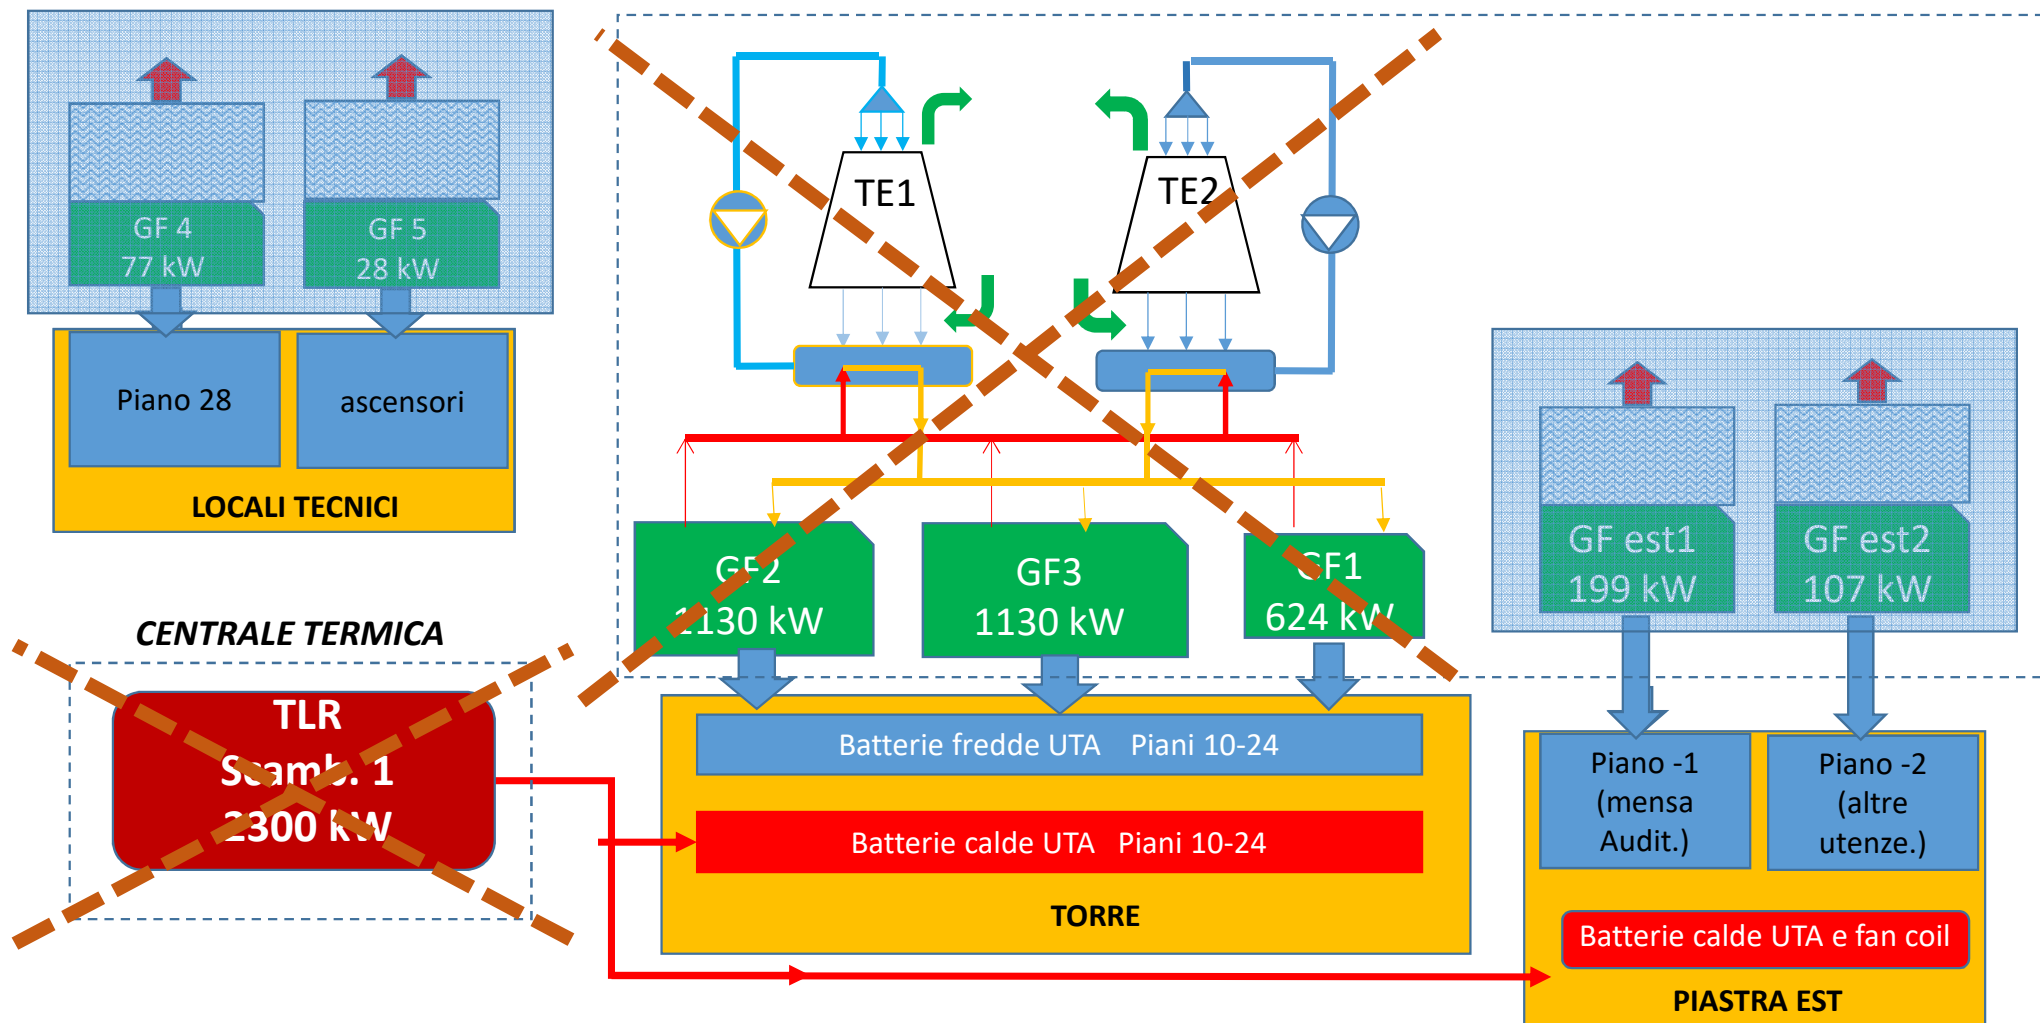 GF 4
77 kW
GF 5
28 kW
Piano 28
ascensori
LOCALI TECNICI
TE1
TE2
GF2
1130 kW
GF3
1130 kW
GF1
624 kW
GF est1
199 kW
GF est2
107 kW
CENTRALE TERMICA
TLR
Scamb. 1
2300 kW
Batterie fredde UTA Piani 10-24
Batterie calde UTA Piani 10-24
TORRE
Piano -1
(mensa
Audit.)
Piano -2
(altre
utenze.)
Batterie calde UTA e fan coil
PIASTRA EST